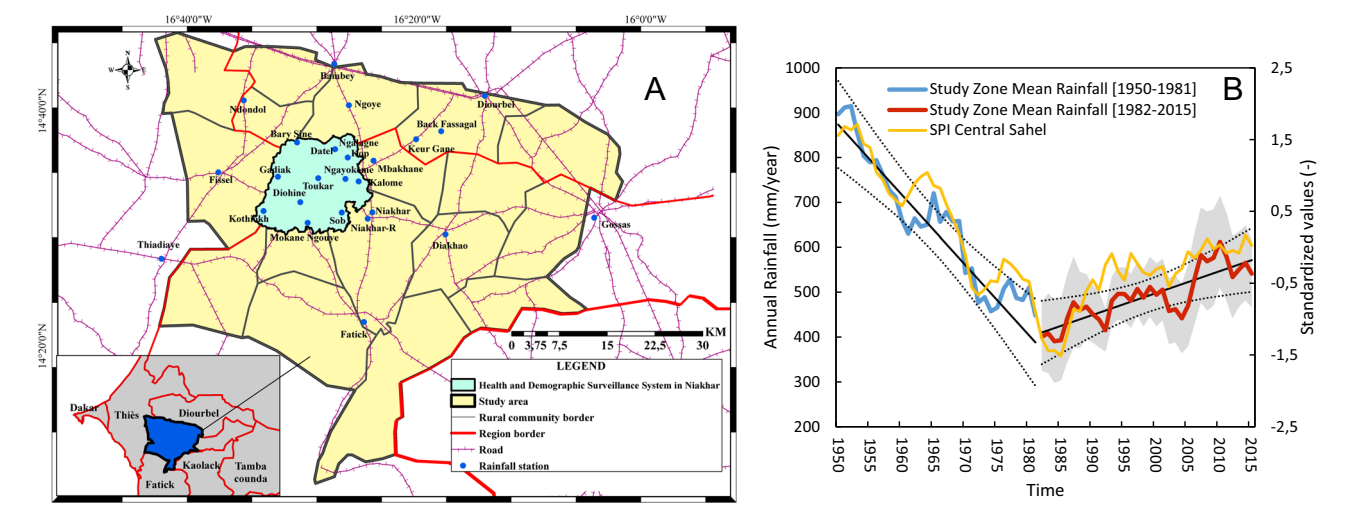 16°40'0"W
16°20'0"W
16°0'0"W
14°40'0"N
14°20'0"N
N
W
E
S
A
Bambey
Ndondol
Ngoye
Diourbel
Back Fassagal
Bary Sine
Ngalagne
Datel
Kop
Keur Gane
Mbakhane
Gadiak
Ngayokeme
Fissel
Toukar
Kalome
Diohine
Kothiokh
Sob
Niakhar
Niakhar-R
Gossas
Mokane Ngouye
Thiadiaye
Diakhao
Fatick
KM
0 3,75 7,5 15 22,5 30
LEGEND
Health and Demographic Surveillance System in Niakhar
Study area
Rural community border
Region border
Road
Rainfall station
Dakar
Thiès
Diourbel
Kaolack
Tamba
counda
Fatick
B
Study Zone Mean Rainfall [1950-1981]
Study Zone Mean Rainfall [1982-2015]
SPI Central Sahel
Annual Rainfall (mm/year)
1000
900
800
700
600
500
400
300
200
2,5
1,5
0,5
-0,5
-1,5
-2,5
Standardized values (-)
1950
1955
1960
1965
1970
1975
1980
1985
1990
1995
2000
2005
2010
2015
Time